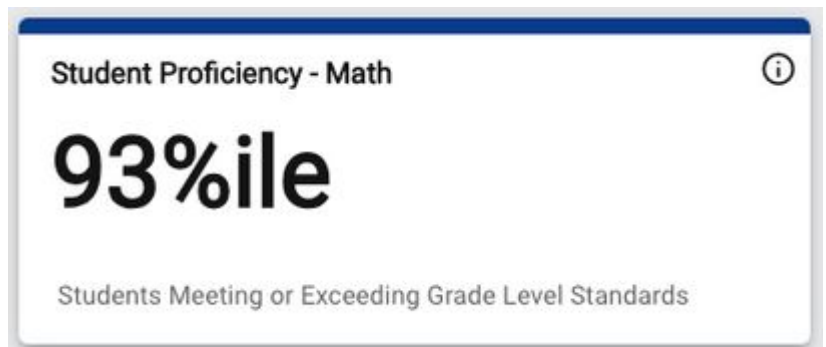 Student Proficiency - Math
93%ile
Students Meeting or Exceeding Grade Level Standards